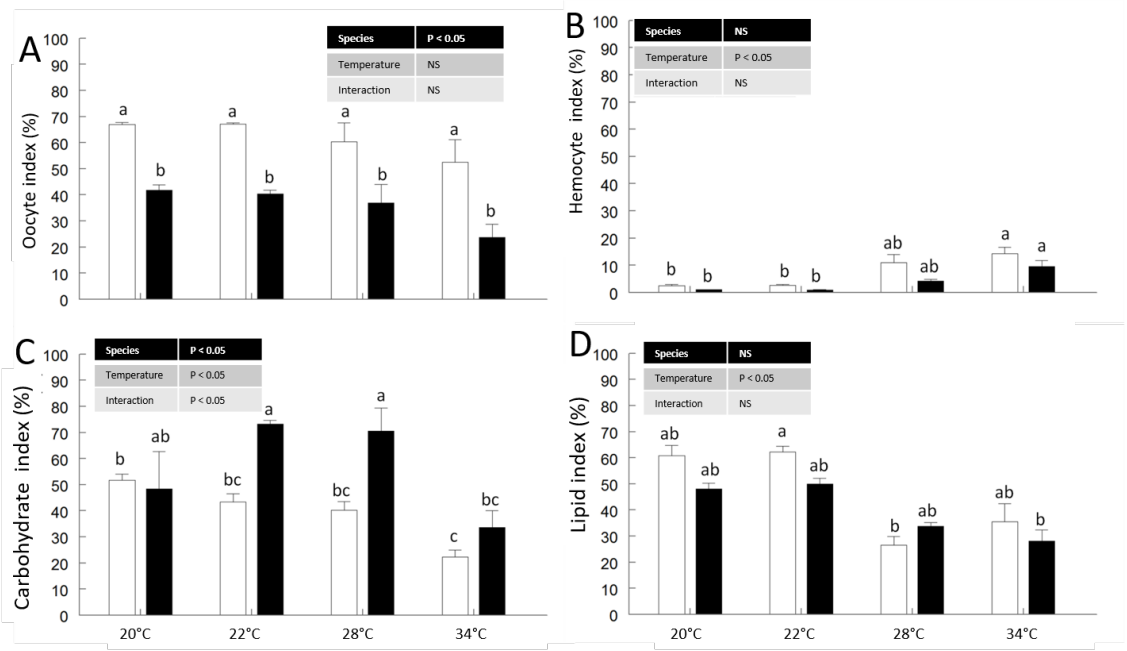 A
Oocyte index (%)
100
90
80
70
60
50
40
30
20
10
0
Species P < 0.05
Temperature NS
Interaction NS
a a a a
b b b b
B
Hemocyte index (%)
100
90
80
70
60
50
40
30
20
10
0
Species NS
Temperature P < 0.05
Interaction NS
b b b b ab ab a a
C
Carbohydrate index (%)
100
90
80
70
60
50
40
30
20
10
0
Species P < 0.05
Temperature P < 0.05
Interaction P < 0.05
b ab bc a bc a c bc
20°C 22°C 28°C 34°C
D
Lipid index (%)
100
90
80
70
60
50
40
30
20
10
0
Species NS
Temperature P < 0.05
Interaction NS
ab ab a ab b ab ab b
20°C 22°C 28°C 34°C